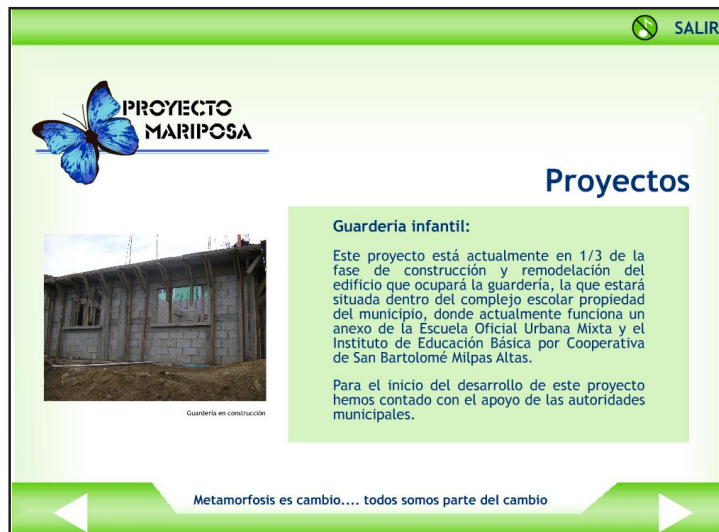 SALIR
PROYECTO
MARIPOSA
Proyectos
Guardería infantil:
Este proyecto está actualmente en 1/3 de la
fase de construcción y remodelación del
edificio que ocupará la guardería, la que estará
situada dentro del complejo escolar propiedad
del municipio, donde actualmente funciona un
anexo de la Escuela Oficial Urbana Mixta y el
Instituto de Educación Básica por Cooperativa
de San Bartolomé Milpas Altas.
Para el inicio del desarrollo de este proyecto
hemos contado con el apoyo de las autoridades
municipales.
Guardería en construcción
Metamorfosis es cambio.... todos somos parte del cambio